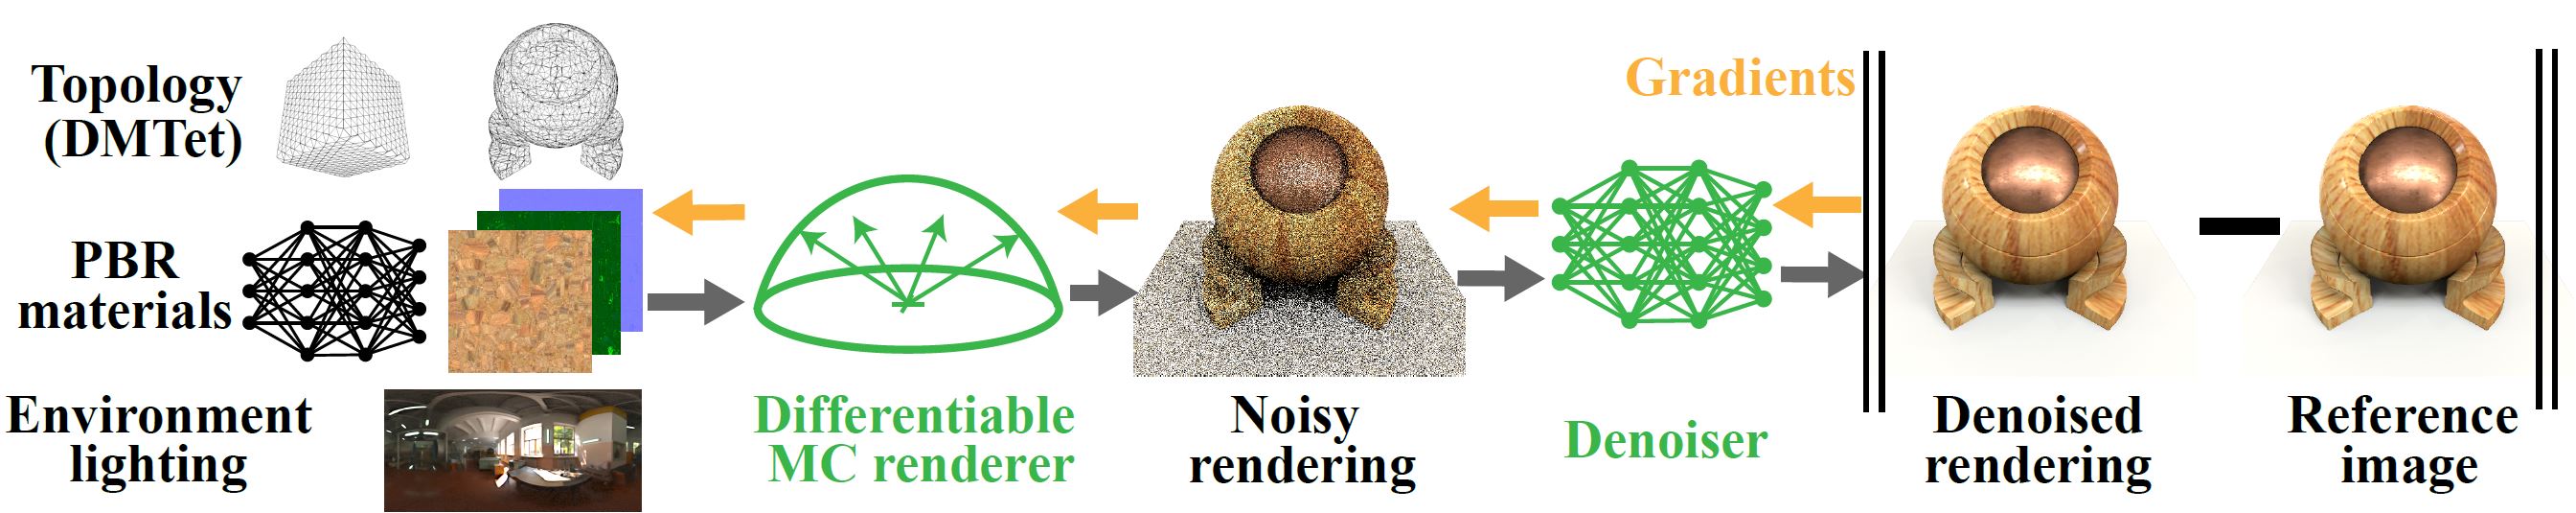 Topology
(DMTet)
PBR
materials
Environment
lighting
Differentiable
MC renderer
Noisy
rendering
Gradients
Denoiser
Denoised
rendering
Reference
image